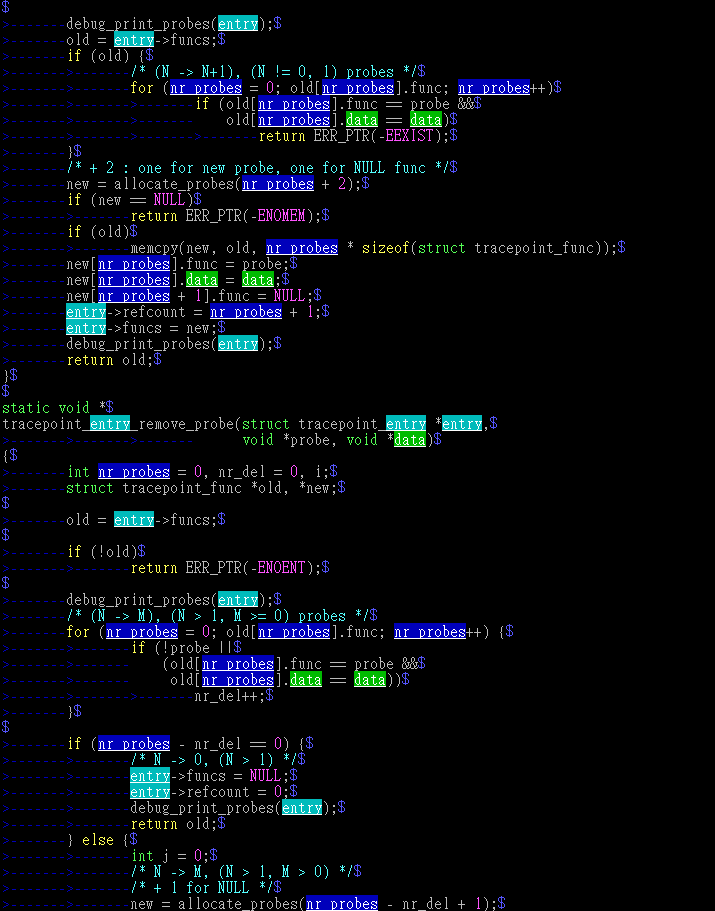 $
>-------debug_print_probes(entry);$
>-------old = entry->funcs;$
>-------if (old) {$
>------->-------/* (N -> N+1), (N != 0, 1) probes */$
>------->-------for (nr_probes = 0; old[nr_probes].func; nr_probes++)$
>------->------->-------if (old[nr_probes].func == probe &&$
>------->------->-------    old[nr_probes].data == data)$
>------->------->------->-------return ERR_PTR(-EEXIST);$
>-------}$
>-------/* + 2 : one for new probe, one for NULL func */$
>-------new = allocate_probes(nr_probes + 2);$
>-------if (new == NULL)$
>------->-------return ERR_PTR(-ENOMEM);$
>-------if (old)$
>------->-------memcpy(new, old, nr_probes * sizeof(struct tracepoint_func));$
>-------new[nr_probes].func = probe;$
>-------new[nr_probes].data = data;$
>-------new[nr_probes + 1].func = NULL;$
>-------entry->refcount = nr_probes + 1;$
>-------entry->funcs = new;$
>-------debug_print_probes(entry);$
>-------return old;$
}$
$
static void *$
tracepoint_entry_remove_probe(struct tracepoint_entry *entry,$
>------->------->-------      void *probe, void *data)$
{$
>-------int nr_probes = 0, nr_del = 0, i;$
>-------struct tracepoint_func *old, *new;$
$
>-------old = entry->funcs;$
$
>-------if (!old)$
>------->-------return ERR_PTR(-ENOENT);$
$
>-------debug_print_probes(entry);$
>-------/* (N -> M), (N > 1, M >= 0) probes */$
>-------for (nr_probes = 0; old[nr_probes].func; nr_probes++) {$
>------->-------if (!probe ||$
>------->-------    (old[nr_probes].func == probe &&$
>------->-------     old[nr_probes].data == data))$
>------->------->-------nr_del++;$
>-------}$
$
>-------if (nr_probes - nr_del == 0) {$
>------->-------/* N -> 0, (N > 1) */$
>------->-------entry->funcs = NULL;$
>------->-------entry->refcount = 0;$
>------->-------debug_print_probes(entry);$
>------->-------return old;$
>-------} else {$
>------->-------int j = 0;$
>------->-------/* N -> M, (N > 1, M > 0) */$
>------->-------/* + 1 for NULL */$
>------->-------new = allocate_probes(nr_probes - nr_del + 1);$